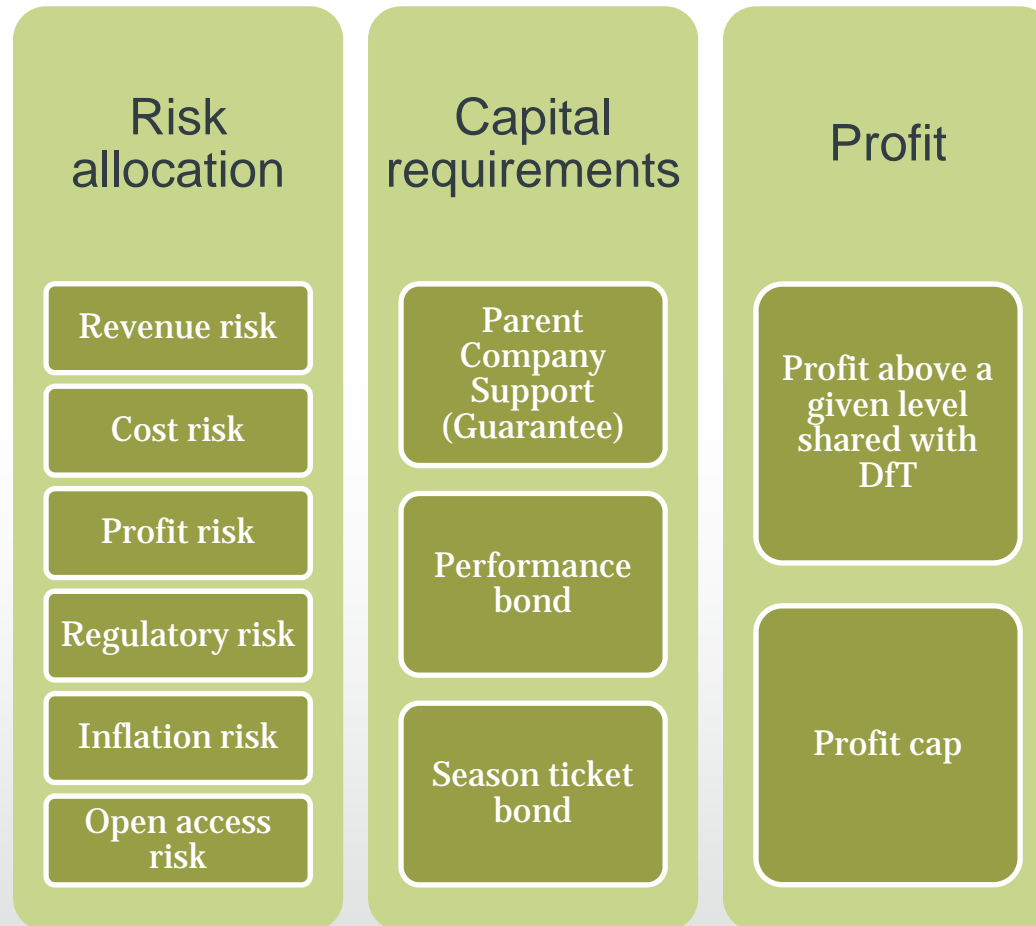 Risk
allocation
Revenue risk
Cost risk
Profit risk
Regulatory risk
Inflation risk
Open access
risk
Capital
requirements
Parent
Company
Support
(Guarantee)
Performance
bond
Season ticket
bond
Profit
Profit above a
given level
shared with
DfT
Profit cap